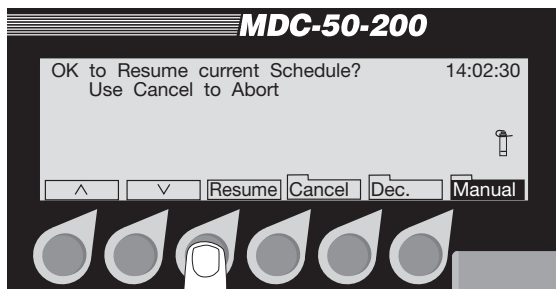 MDC-50-200
OK to Resume current Schedule? 14:02:30
Use Cancel to Abort
Resume Cancel Dec. Manual